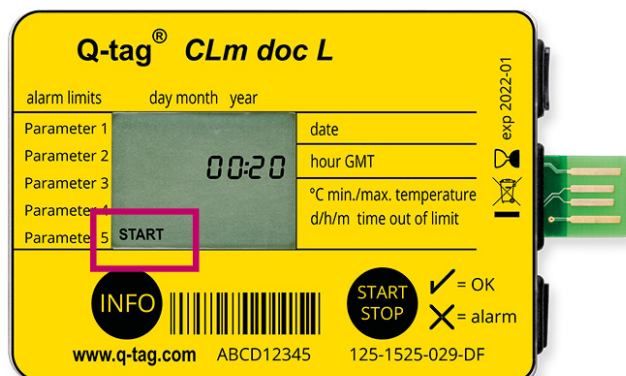 Q-tag® CLm doc L
alarm limits day month year
exp 2022-01
Parameter 1
date
Parameter 2
00:20
hour GMT
Parameter 3
°C min./max. temperature
Parameter 4
d/h/m time out of limit
Parameter 5
START
INFO
START
STOP
✓ = OK
✗ = alarm
www.q-tag.com ABCD12345 125-1525-029-DF